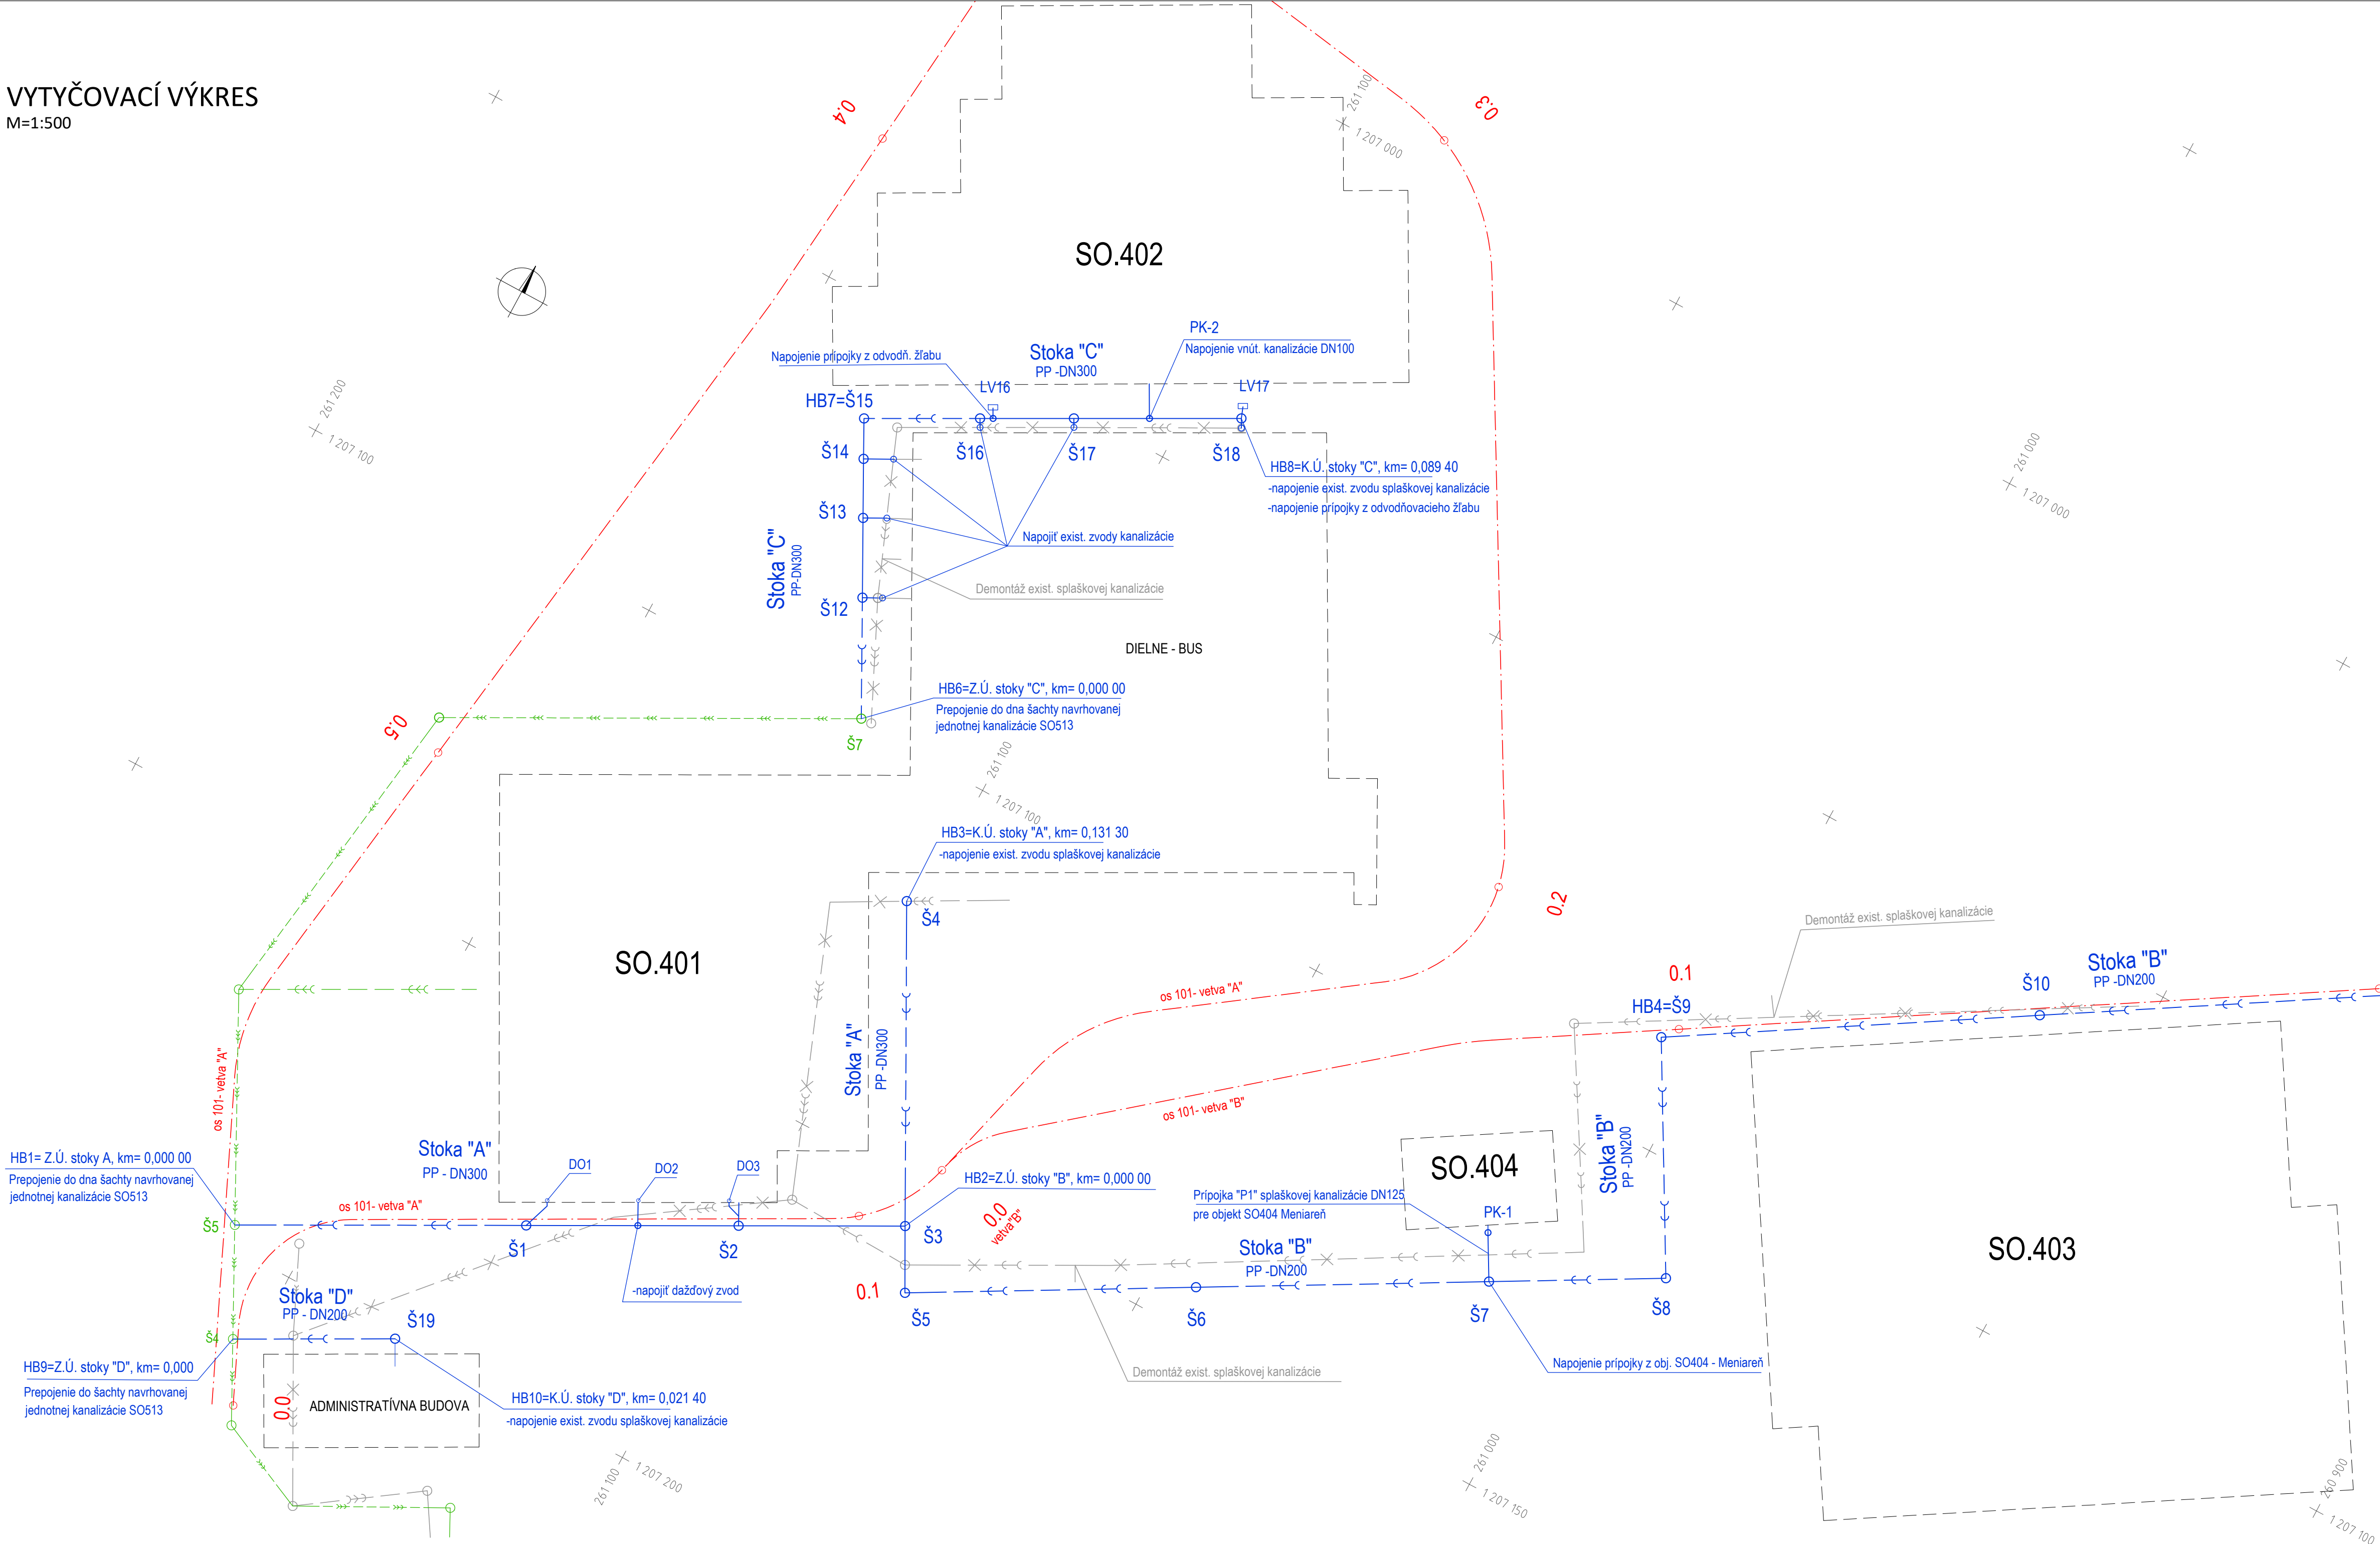 VYTYČOVACÍ VÝKRES
M=1:500
0.4
0.3
261 100
1 207 000
SO.402
PK-2
Napojenie vnút. kanalizácie DN100
Napojenie prípojky z odvodň. žľabu
Stoka "C"
PP -DN300
LV16
LV17
HB7=Š15
261 200
1 207 100
Š14
Š16
Š17
Š18
HB8=K.Ú. stoky "C", km= 0,089 40
-napojenie exist. zvodu splaškovej kanalizácie
-napojenie prípojky z odvodňovacieho žľabu
261 000
1 207 000
Š13
Napojiť exist. zvody kanalizácie
Stoka "C"
PP-DN300
Demontáž exist. splaškovej kanalizácie
Š12
DIELNE - BUS
HB6=Z.Ú. stoky "C", km= 0,000 00
Prepojenie do dna šachty navrhovanej
jednotnej kanalizácie SO513
0.5
Š7
261 100
1 207 100
HB3=K.Ú. stoky "A", km= 0,131 30
-napojenie exist. zvodu splaškovej kanalizácie
0.2
Š4
Demontáž exist. splaškovej kanalizácie
SO.401
0.1
Stoka "B"
PP -DN200
Š10
os 101- vetva "A"
HB4=Š9
Stoka "A"
PP -DN300
os 101- vetva "A"
os 101- vetva "B"
Stoka "B"
PP -DN200
HB1= Z.Ú. stoky A, km= 0,000 00
Prepojenie do dna šachty navrhovanej
jednotnej kanalizácie SO513
Stoka "A"
PP - DN300
DO1
DO2
DO3
HB2=Z.Ú. stoky "B", km= 0,000 00
SO.404
Prípojka "P1" splaškovej kanalizácie DN125
pre objekt SO404 Meniareň
PK-1
os 101- vetva "A"
Š5
Š1
Š2
Š3
0.0
vetva"B"
Stoka "B"
PP -DN200
SO.403
-napojiť dažďový zvod
0.1
Š5
Š6
Š7
Š8
Stoka "D"
PP - DN200
Š19
Š4
HB9=Z.Ú. stoky "D", km= 0,000
Prepojenie do šachty navrhovanej
jednotnej kanalizácie SO513
Demontáž exist. splaškovej kanalizácie
Napojenie prípojky z obj. SO404 - Meniareň
0.0
ADMINISTRATÍVNA BUDOVA
HB10=K.Ú. stoky "D", km= 0,021 40
-napojenie exist. zvodu splaškovej kanalizácie
261 100
1 207 200
261 000
1 207 150
260 900
1 207 100